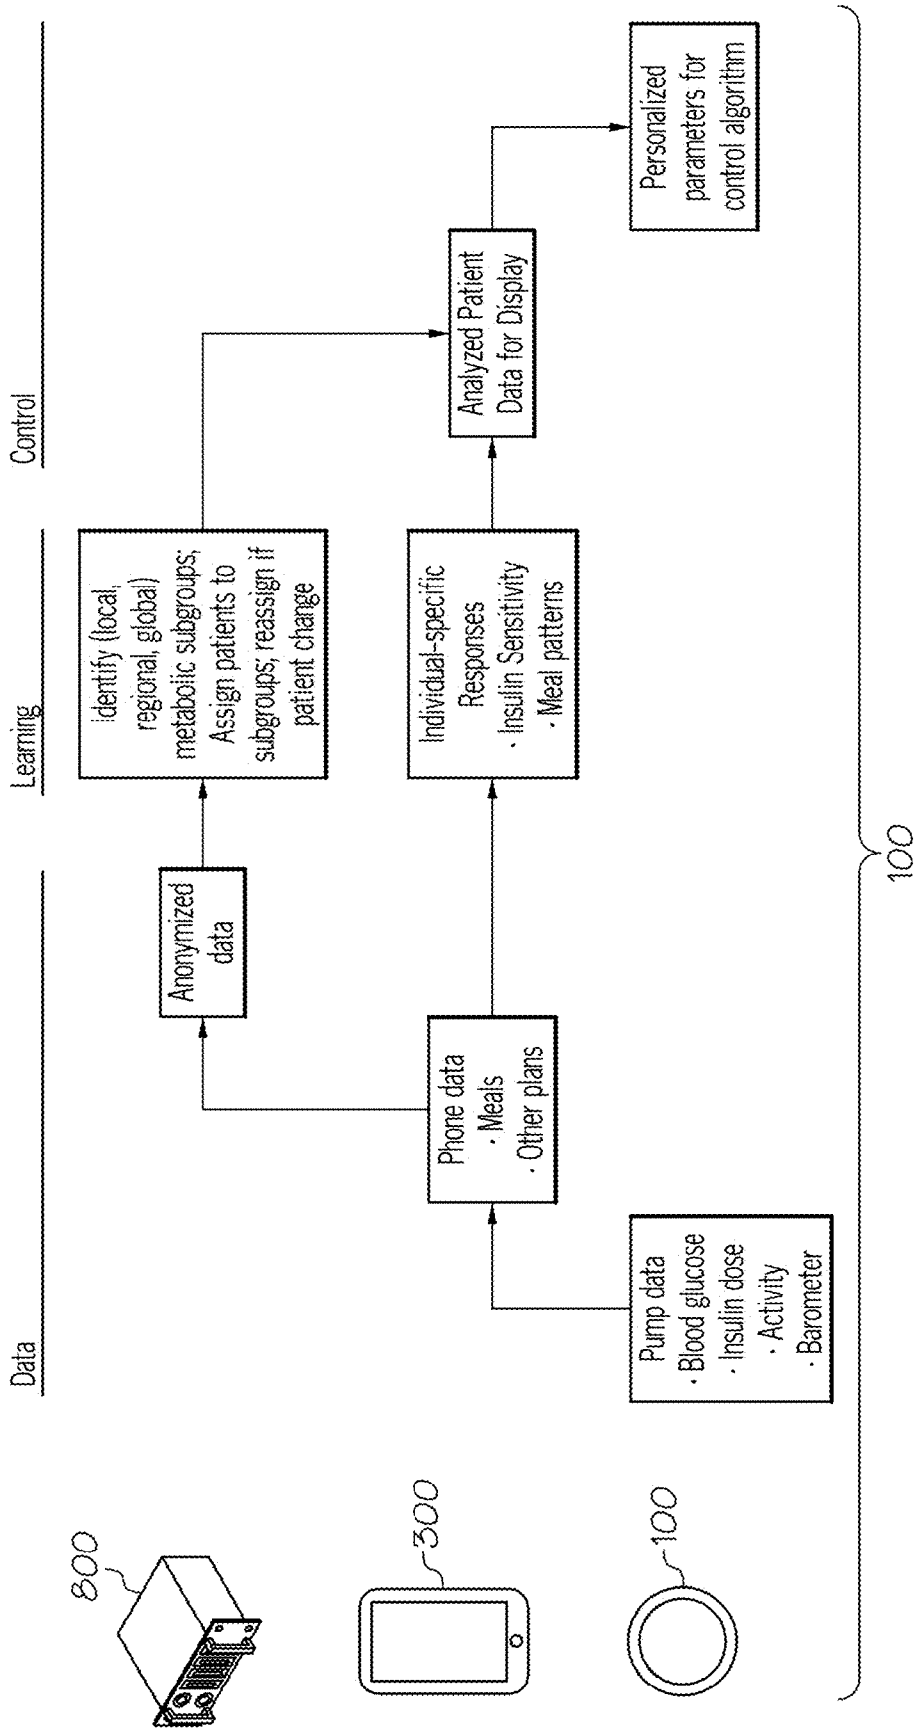 Data
Learning
Control
800
Anonymized
data
Identify (local,
regional, global)
metabolic subgroups;
Assign patients to
subgroups; reassign if
patient change
300
Phone data
· Meals
· Other plans
Individual-specific
Responses
· Insulin Sensitivity
· Meal patterns
Analyzed Patient
Data for Display
100
Pump data
· Blood glucose
· Insulin dose
· Activity
· Barometer
Personalized
parameters for
control algorithm
100